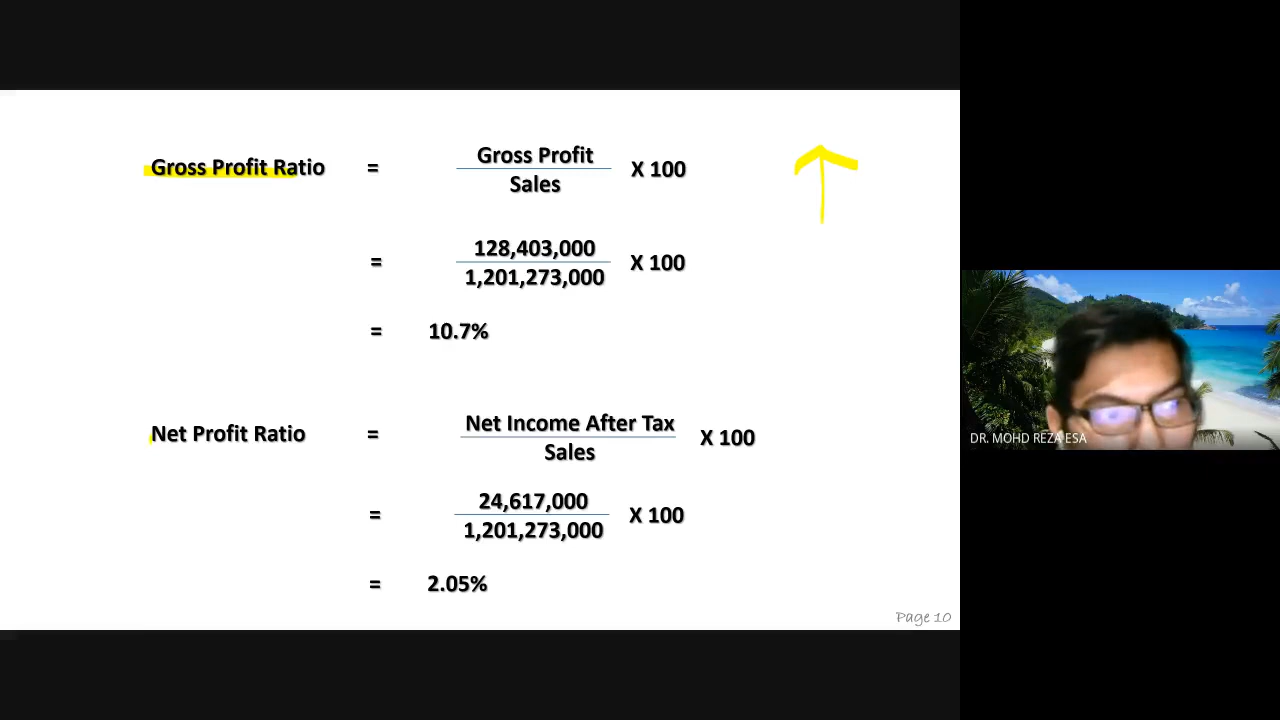 Gross Profit Ratio = Gross Profit X 100
Sales
= 128,403,000 X 100
1,201,273,000
= 10.7%
Net Profit Ratio = Net Income After Tax X 100
Sales
= 24,617,000 X 100
1,201,273,000
= 2.05%
Page 10
DR. MOHD REZA ESA